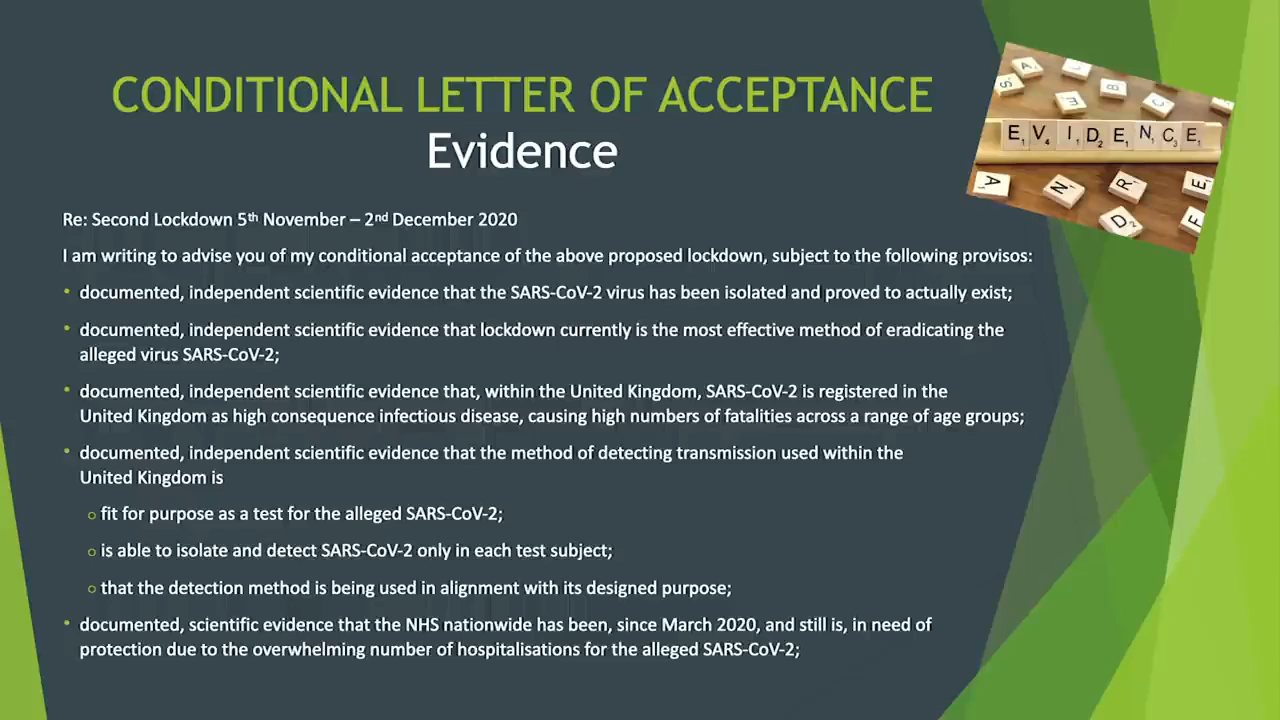 CONDITIONAL LETTER OF ACCEPTANCE
Evidence
S A L
E B C
E1 V4 I1 D2 E1 N1 C3 E1
A N R E
D F
Re: Second Lockdown 5th November – 2nd December 2020
I am writing to advise you of my conditional acceptance of the above proposed lockdown, subject to the following provisos:
• documented, independent scientific evidence that the SARS-CoV-2 virus has been isolated and proved to actually exist;
• documented, independent scientific evidence that lockdown currently is the most effective method of eradicating the
alleged virus SARS-CoV-2;
• documented, independent scientific evidence that, within the United Kingdom, SARS-CoV-2 is registered in the
United Kingdom as high consequence infectious disease, causing high numbers of fatalities across a range of age groups;
• documented, independent scientific evidence that the method of detecting transmission used within the
United Kingdom is
○ fit for purpose as a test for the alleged SARS-CoV-2;
○ is able to isolate and detect SARS-CoV-2 only in each test subject;
○ that the detection method is being used in alignment with its designed purpose;
• documented, scientific evidence that the NHS nationwide has been, since March 2020, and still is, in need of
protection due to the overwhelming number of hospitalisations for the alleged SARS-CoV-2;